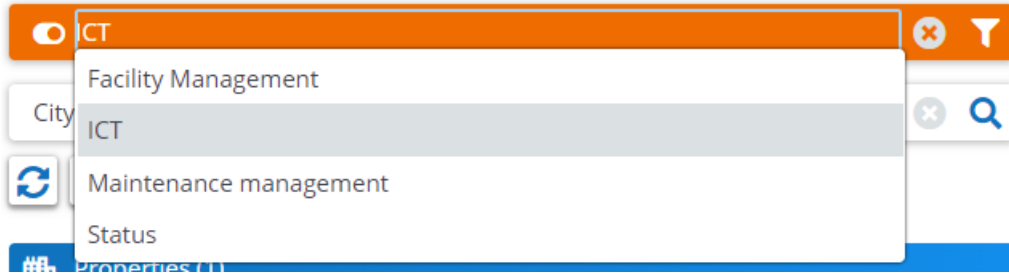 ICT
Facility Management
City
ICT
Maintenance management
Status
Properties (1)